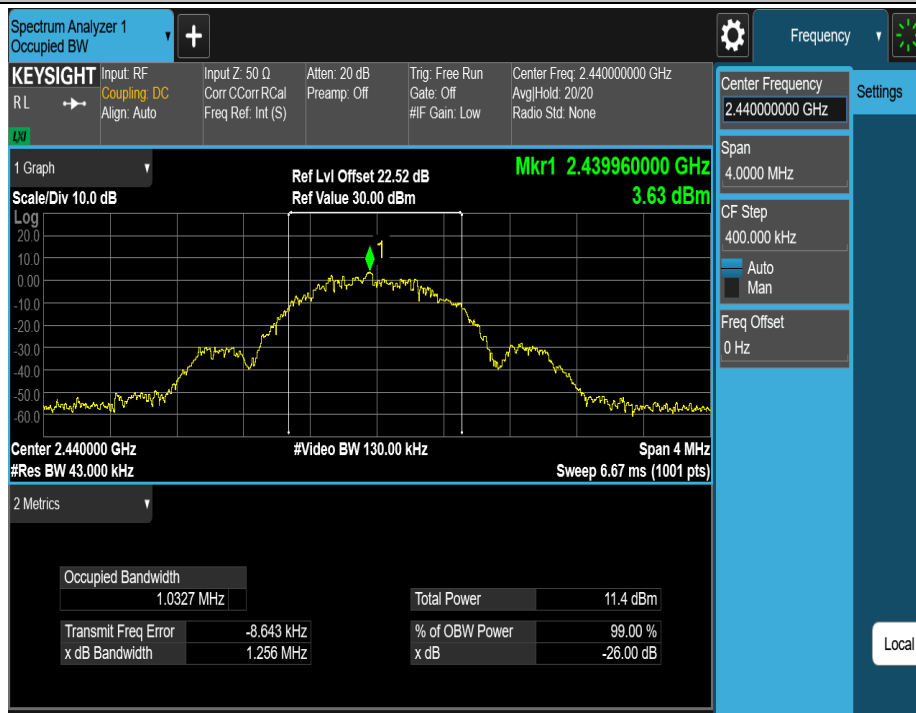 Spectrum Analyzer 1
Occupied BW
+
Frequency
KEYSIGHT
R L
LXI
Input: RF
Coupling: DC
Align: Auto
Input Z: 50 Ω
Corr CCorr RCal
Freq Ref: Int (S)
Atten: 20 dB
Preamp: Off
Trig: Free Run
Gate: Off
#IF Gain: Low
Center Freq: 2.440000000 GHz
Avg|Hold: 20/20
Radio Std: None
Center Frequency
2.440000000 GHz
Settings
Span
4.0000 MHz
CF Step
400.000 kHz
Auto
Man
Freq Offset
0 Hz
1 Graph
Scale/Div 10.0 dB
Ref Lvl Offset 22.52 dB
Ref Value 30.00 dBm
Mkr1 2.439960000 GHz
3.63 dBm
Log
20.0
10.0
0.00
-10.0
-20.0
-30.0
-40.0
-50.0
-60.0
1
Center 2.440000 GHz
#Video BW 130.00 kHz
Span 4 MHz
#Res BW 43.000 kHz
Sweep 6.67 ms (1001 pts)
2 Metrics
Occupied Bandwidth
1.0327 MHz
Total Power 11.4 dBm
Transmit Freq Error -8.643 kHz
% of OBW Power 99.00 %
x dB Bandwidth 1.256 MHz
x dB -26.00 dB
Local